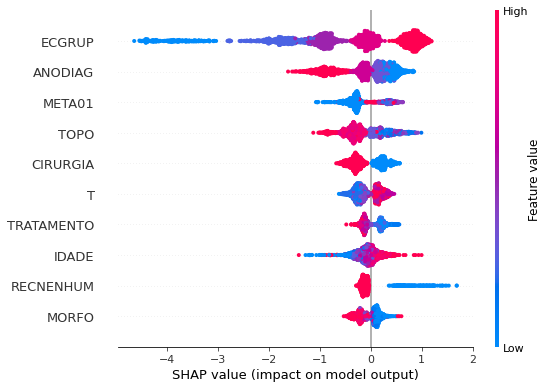 High
ECGRUP
ANODIAG
META01
TOPO
CIRURGIA
T
TRATAMENTO
IDADE
RECNENHUM
MORFO
Feature value
Low
−4 −3 −2 −1 0 1 2
SHAP value (impact on model output)